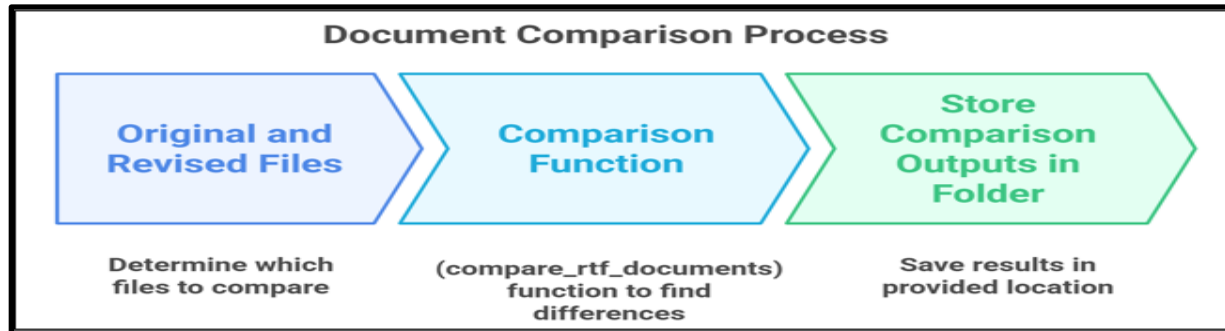 Document Comparison Process
Original and
Revised Files
Comparison
Function
Store
Comparison
Outputs in
Folder
Determine which
files to compare
(compare_rtf_documents)
function to find
differences
Save results in
provided location